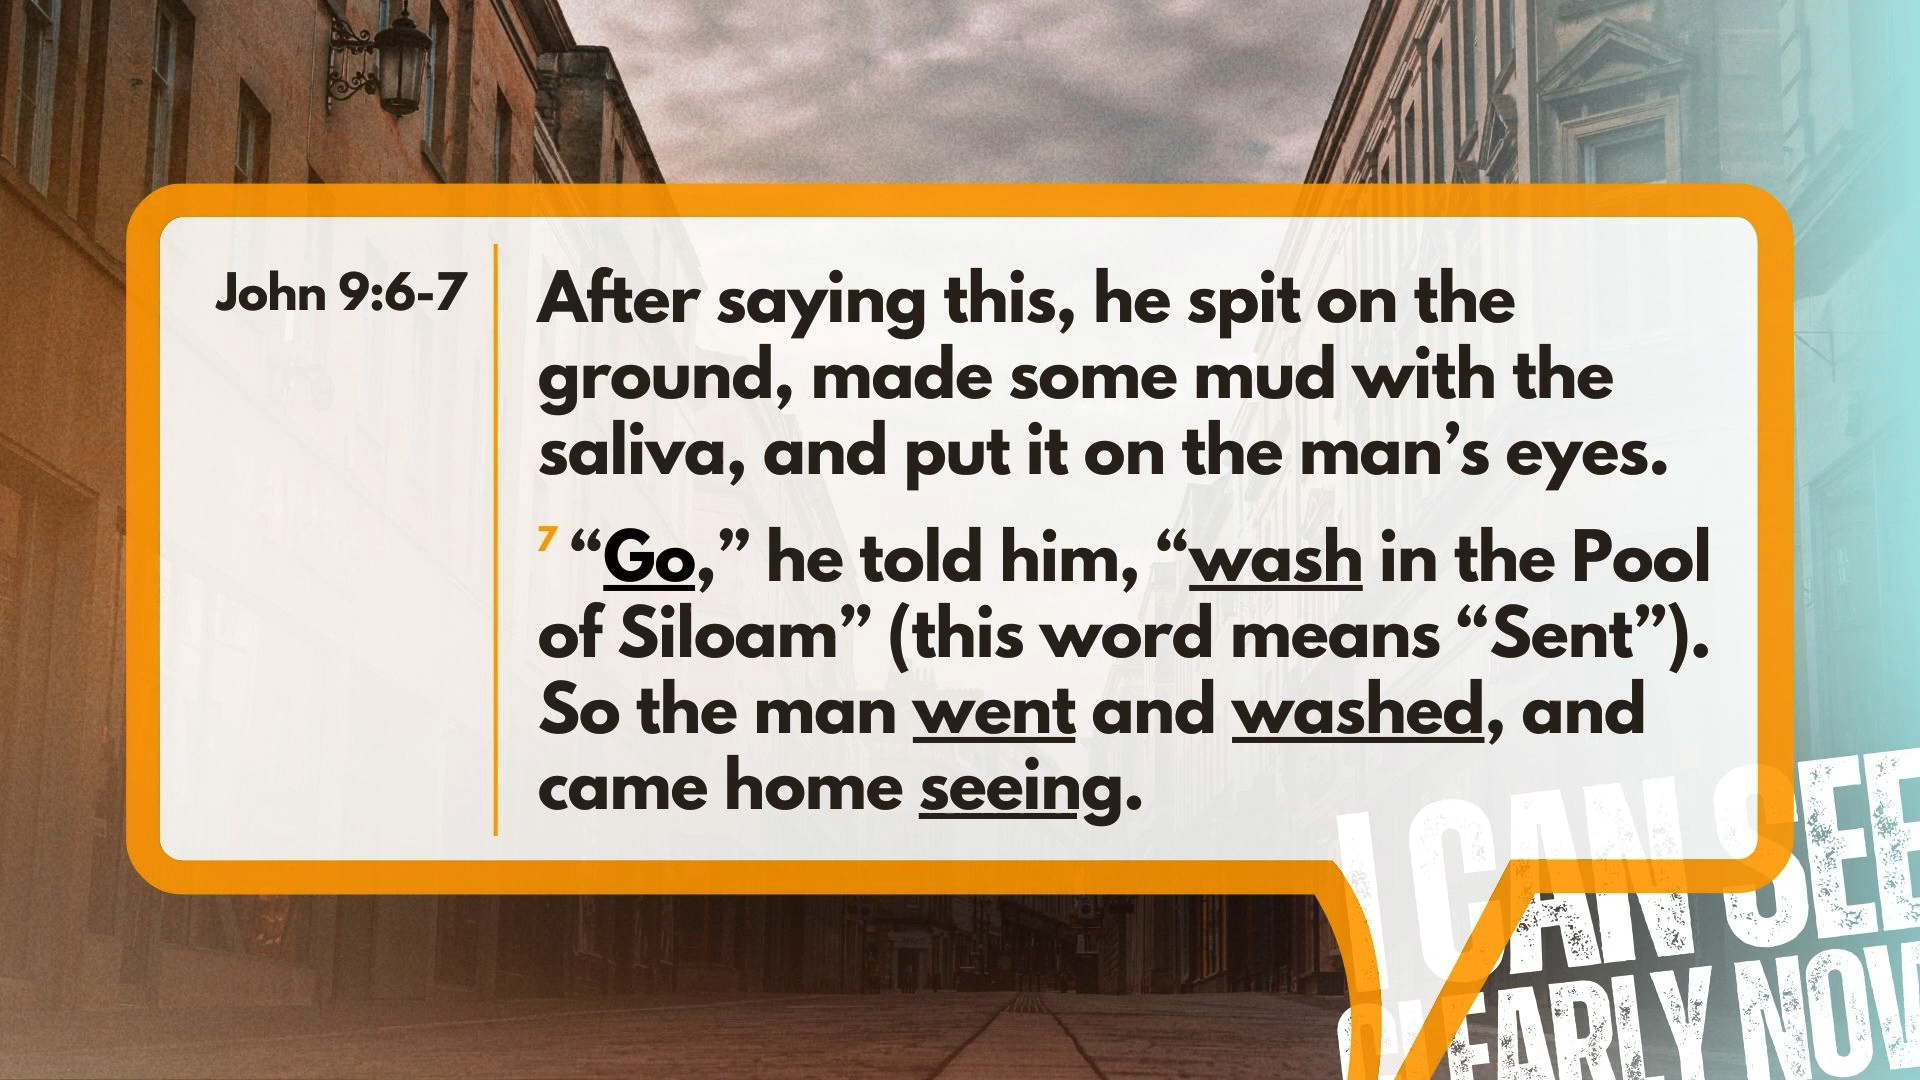 John 9:6-7
After saying this, he spit on the
ground, made some mud with the
saliva, and put it on the man’s eyes.
7 “Go,” he told him, “wash in the Pool
of Siloam” (this word means “Sent”).
So the man went and washed, and
came home seeing.
I CAN SEE
CLEARLY NOW